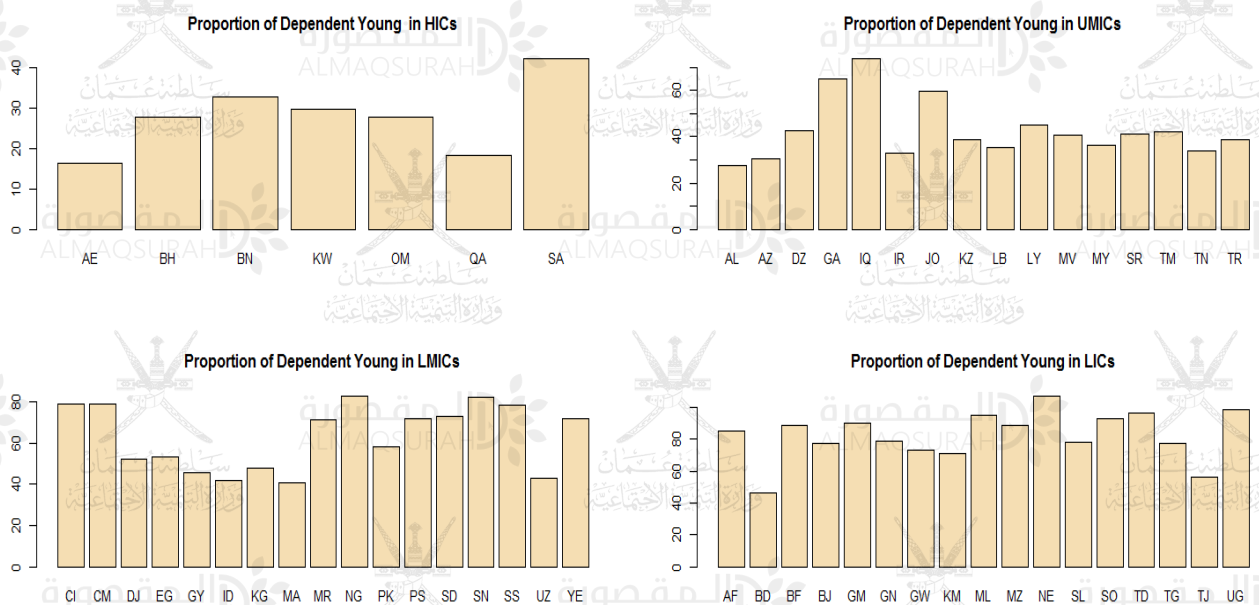 Proportion of Dependent Young  in HICs
40
30
20
10
0
AE BH BN KW OM QA SA
Proportion of Dependent Young in UMICs
60
40
20
0
AL AZ DZ GA IQ IR JO KZ LB LY MV MY SR TM TN TR
Proportion of Dependent Young in LMICs
80
60
40
20
0
CI CM DJ EG GY ID KG MA MR NG PK PS SD SN SS UZ YE
Proportion of Dependent Young in LICs
80
60
40
20
0
AF BD BF BJ GM GN GW KM ML MZ NE SL SO TD TG TJ UG
المقصورة
ALMAQSURAH
سلطنة عمان
وزارة التنمية الاجتماعية